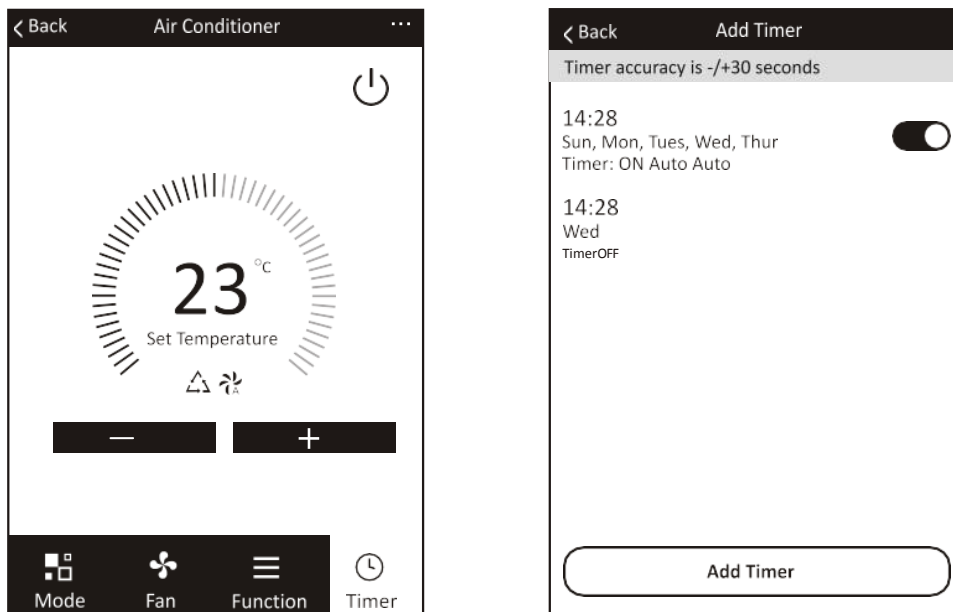 Back
Air Conditioner
...
23 °C
Set Temperature
A
Mode
Fan
Function
Timer
Back
Add Timer
Timer accuracy is -/+30 seconds
14:28
Sun, Mon, Tues, Wed, Thur
Timer: ON Auto Auto
14:28
Wed
TimerOFF
Add Timer